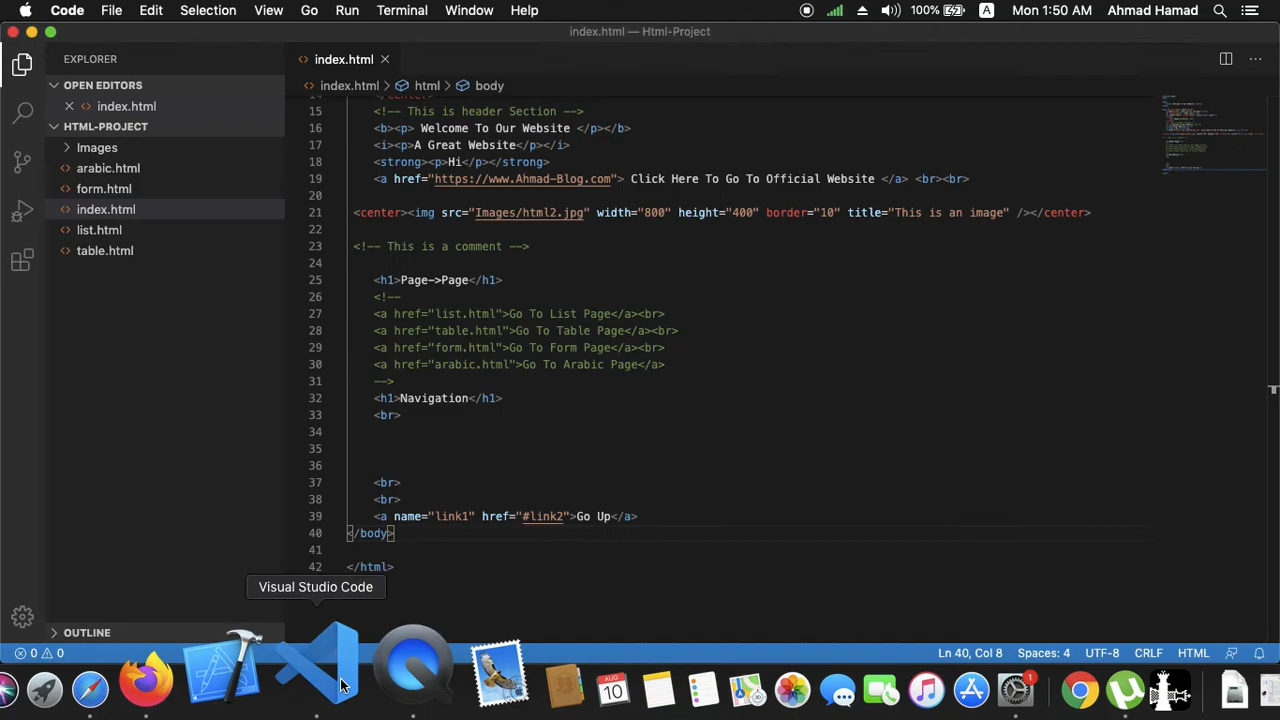 Code File Edit Selection View Go Run Terminal Window Help 100% A Mon 1:50 AM Ahmad Hamad
index.html — Html-Project
EXPLORER
OPEN EDITORS
index.html
HTML-PROJECT
Images
arabic.html
form.html
index.html
list.html
table.html
OUTLINE
index.html
index.html > html > body
15 <!-- This is header Section -->
16 <b><p> Welcome To Our Website </p></b>
17 <i><p>A Great Website</p></i>
18 <strong><p>Hi</p></strong>
19 <a href="https://www.Ahmad-Blog.com"> Click Here To Go To Official Website </a> <br><br>
20
21 <center><img src="Images/html2.jpg" width="800" height="400" border="10" title="This is an image" /></center>
22
23 <!-- This is a comment -->
24
25 <h1>Page->Page</h1>
26 <!--
27 <a href="list.html">Go To List Page</a><br>
28 <a href="table.html">Go To Table Page</a><br>
29 <a href="form.html">Go To Form Page</a><br>
30 <a href="arabic.html">Go To Arabic Page</a>
31 -->
32 <h1>Navigation</h1>
33 <br>
34
35
36
37 <br>
38 <br>
39 <a name="link1" href="#link2">Go Up</a>
40 </body>
41
42 </html>
Visual Studio Code
0 0 Ln 40, Col 8 Spaces: 4 UTF-8 CRLF HTML
AUG
10
1